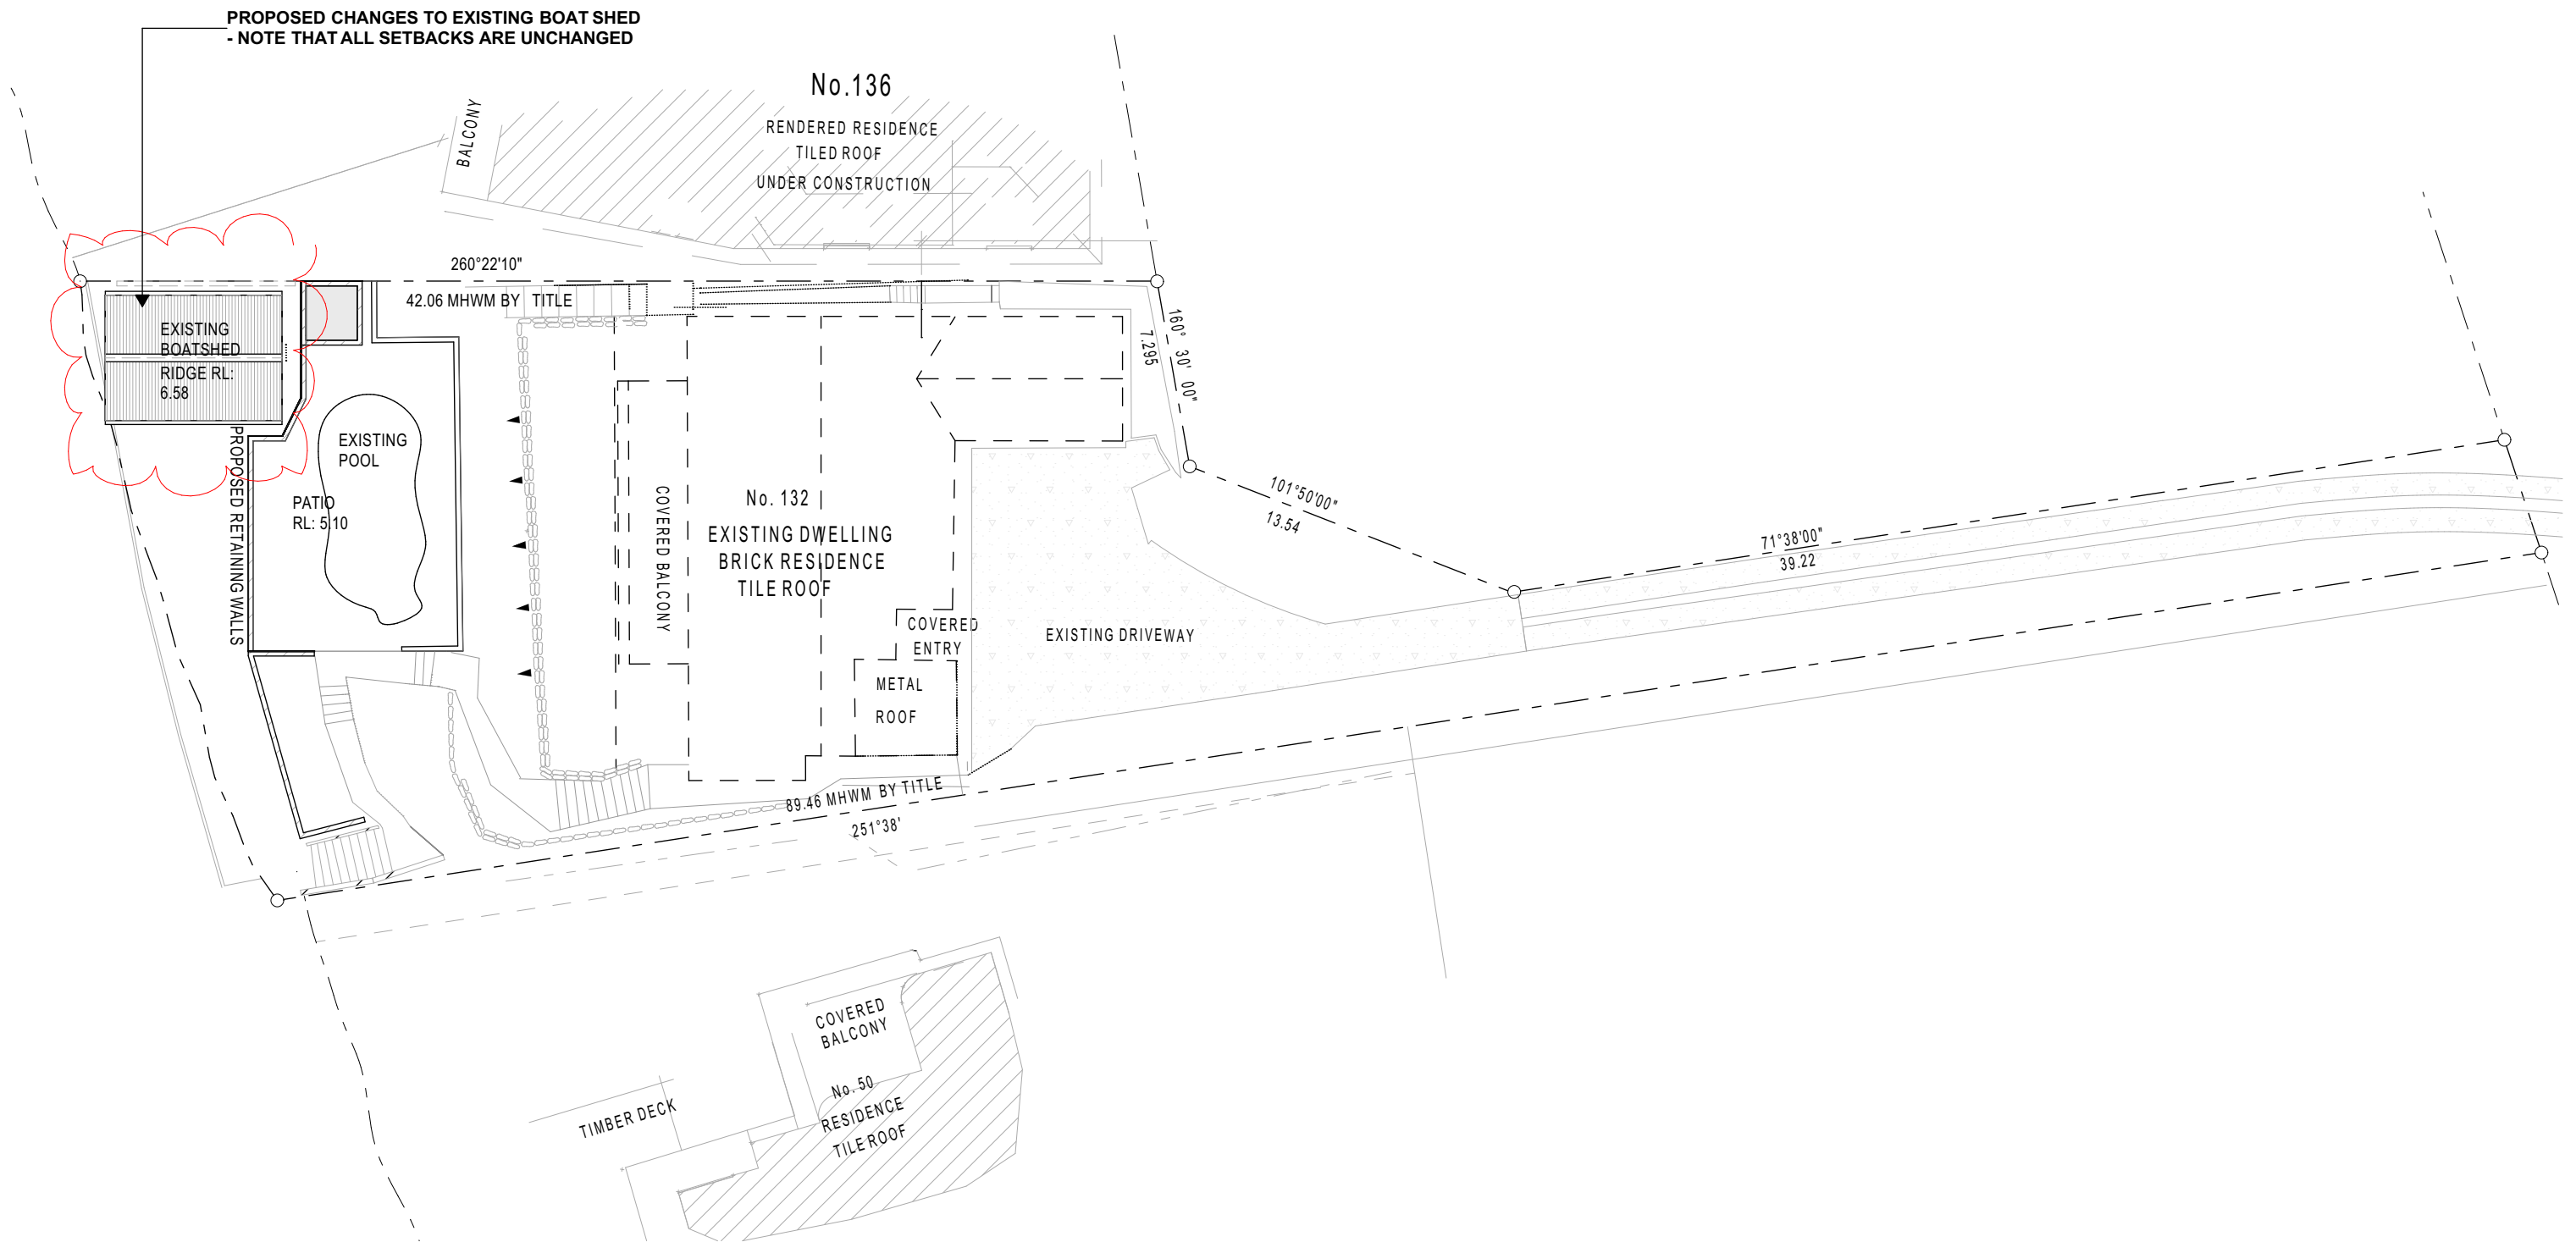 PROPOSED CHANGES TO EXISTING BOAT SHED
- NOTE THAT ALL SETBACKS ARE UNCHANGED
No.136
RENDERED RESIDENCE
TILED ROOF
UNDER CONSTRUCTION
BALCONY
260°22'10"
42.06 MHWM BY TITLE
EXISTING
BOATSHED
RIDGE RL:
6.58
160° 30' 00"
7.295
EXISTING
POOL
PATIO
RL: 5.10
PROPOSED RETAINING WALLS
COVERED BALCONY
No. 132
EXISTING DWELLING
BRICK RESIDENCE
TILE ROOF
COVERED
ENTRY
METAL
ROOF
EXISTING DRIVEWAY
101°50'00"
13.54
71°38'00"
39.22
89.46 MHWM BY TITLE
251°38'
COVERED
BALCONY
No. 50
RESIDENCE
TILE ROOF
TIMBER DECK